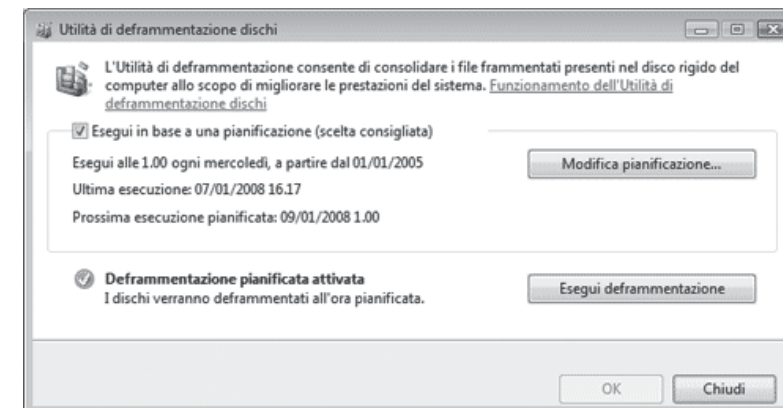 Utilità di deframmentazione dischi
L'Utilità di deframmentazione consente di consolidare i file frammentati presenti nel disco rigido del
computer allo scopo di migliorare le prestazioni del sistema. Funzionamento dell'Utilità di
deframmentazione dischi
Esegui in base a una pianificazione (scelta consigliata)
Esegui alle 1.00 ogni mercoledì, a partire dal 01/01/2005
Modifica pianificazione...
Ultima esecuzione: 07/01/2008 16.17
Prossima esecuzione pianificata: 09/01/2008 1.00
Deframmentazione pianificata attivata
I dischi verranno deframmentati all'ora pianificata.
Esegui deframmentazione
OK
Chiudi